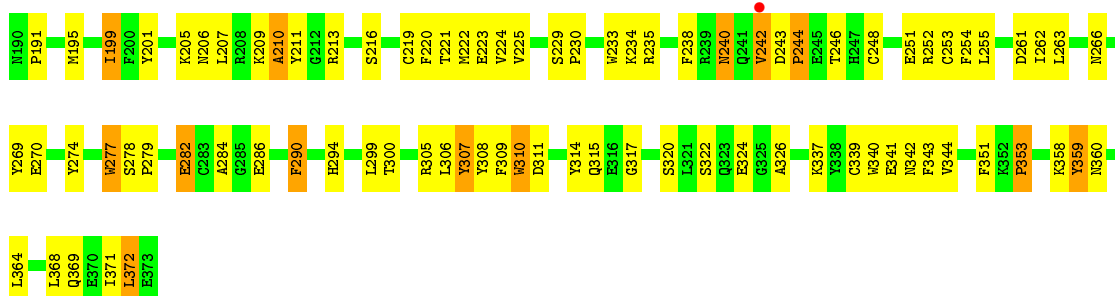 N190 P191 M195 I199 F200 Y201 K205 N206 L207 R208 K209 A210 Y211 G212 R213 S216 C219 F220 T221 M222 E223 V224 V225 S229 P230 W233 K234 R235 F238 R239 N240 Q241 V242 D243 P244 E245 T246 H247 C248 E251 R252 C253 F254 L255 D261 I262 L263 N266
Y269 E270 Y274 W277 S278 P279 E282 C283 A284 G285 E286 F290 H294 L299 T300 R305 L306 Y307 Y308 F309 W310 D311 Y314 Q315 E316 G317 S320 L321 S322 Q323 E324 G325 A326 K337 Y338 C339 W340 E341 N342 F343 V344 F351 K352 P353 K358 Y359 N360
L364 L368 Q369 E370 I371 L372 E373